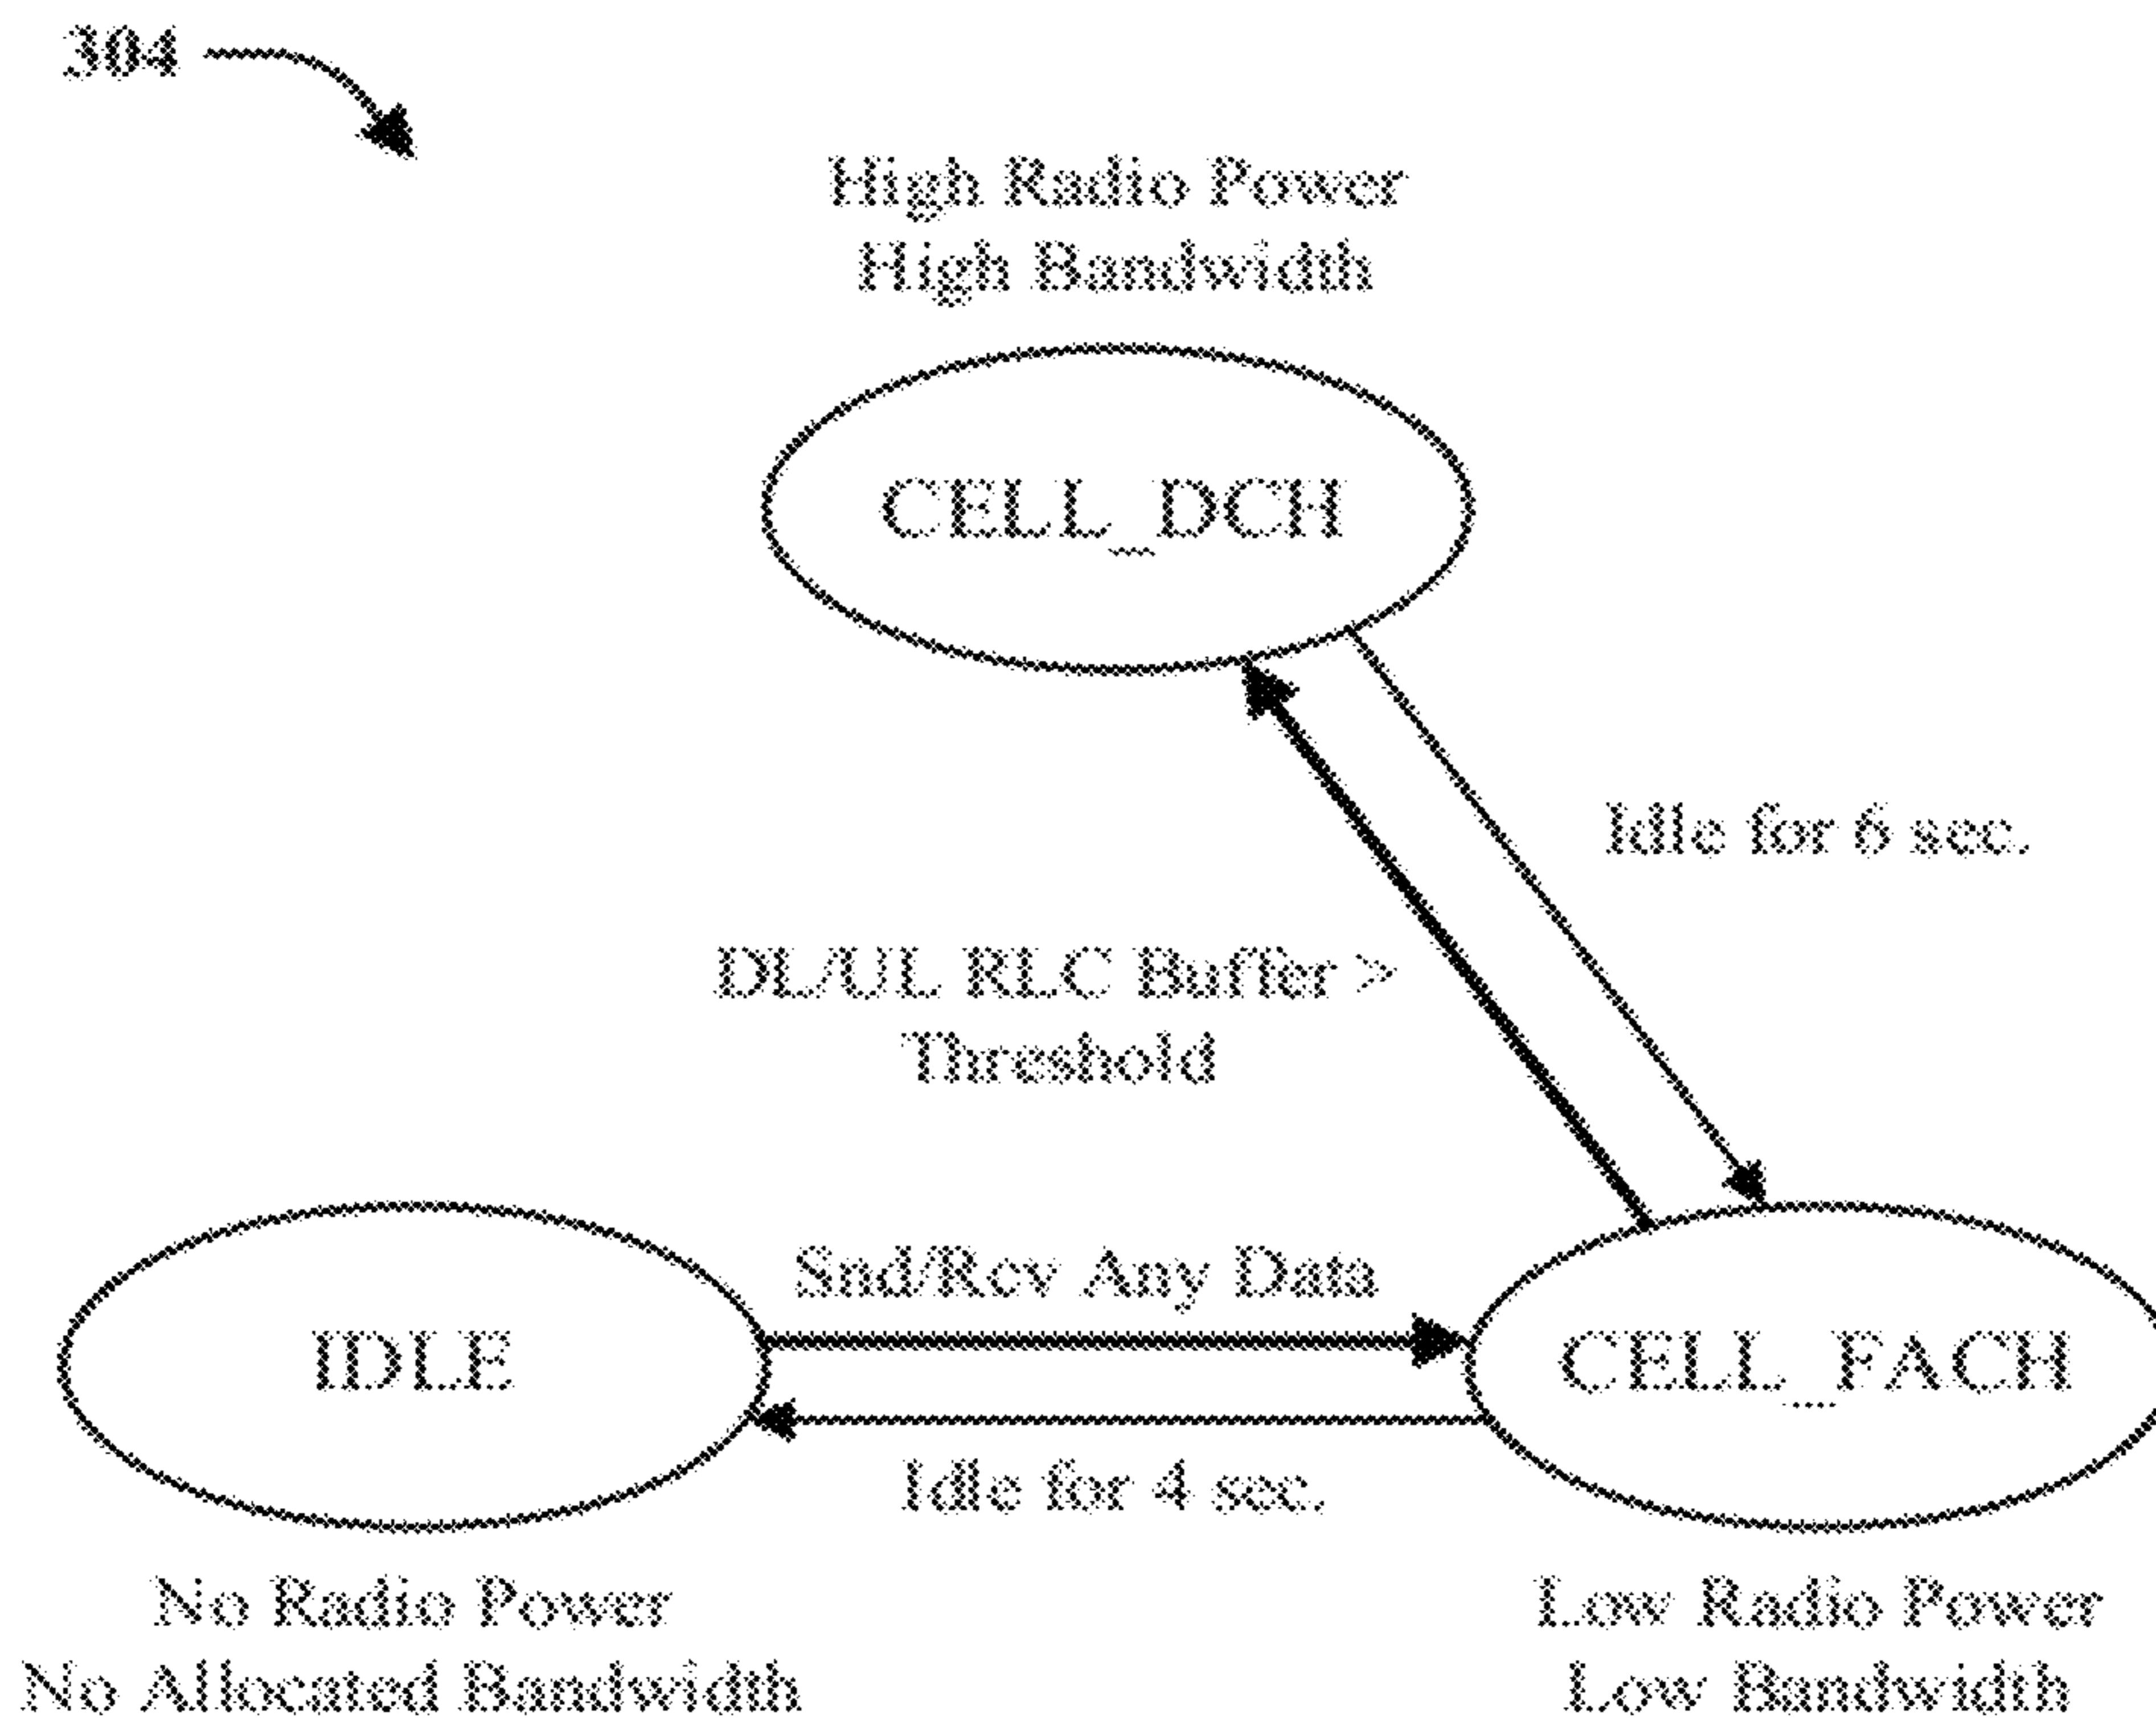 304
High Radio Power
High Bandwidth
CELL_DCH
Idle for 6 sec.
DL/UL RLC Buffer >
Threshold
Snd/Rcv Any Data
IDLE
CELL_FACH
Idle for 4 sec.
No Radio Power
No Allocated Bandwidth
Low Radio Power
Low Bandwidth